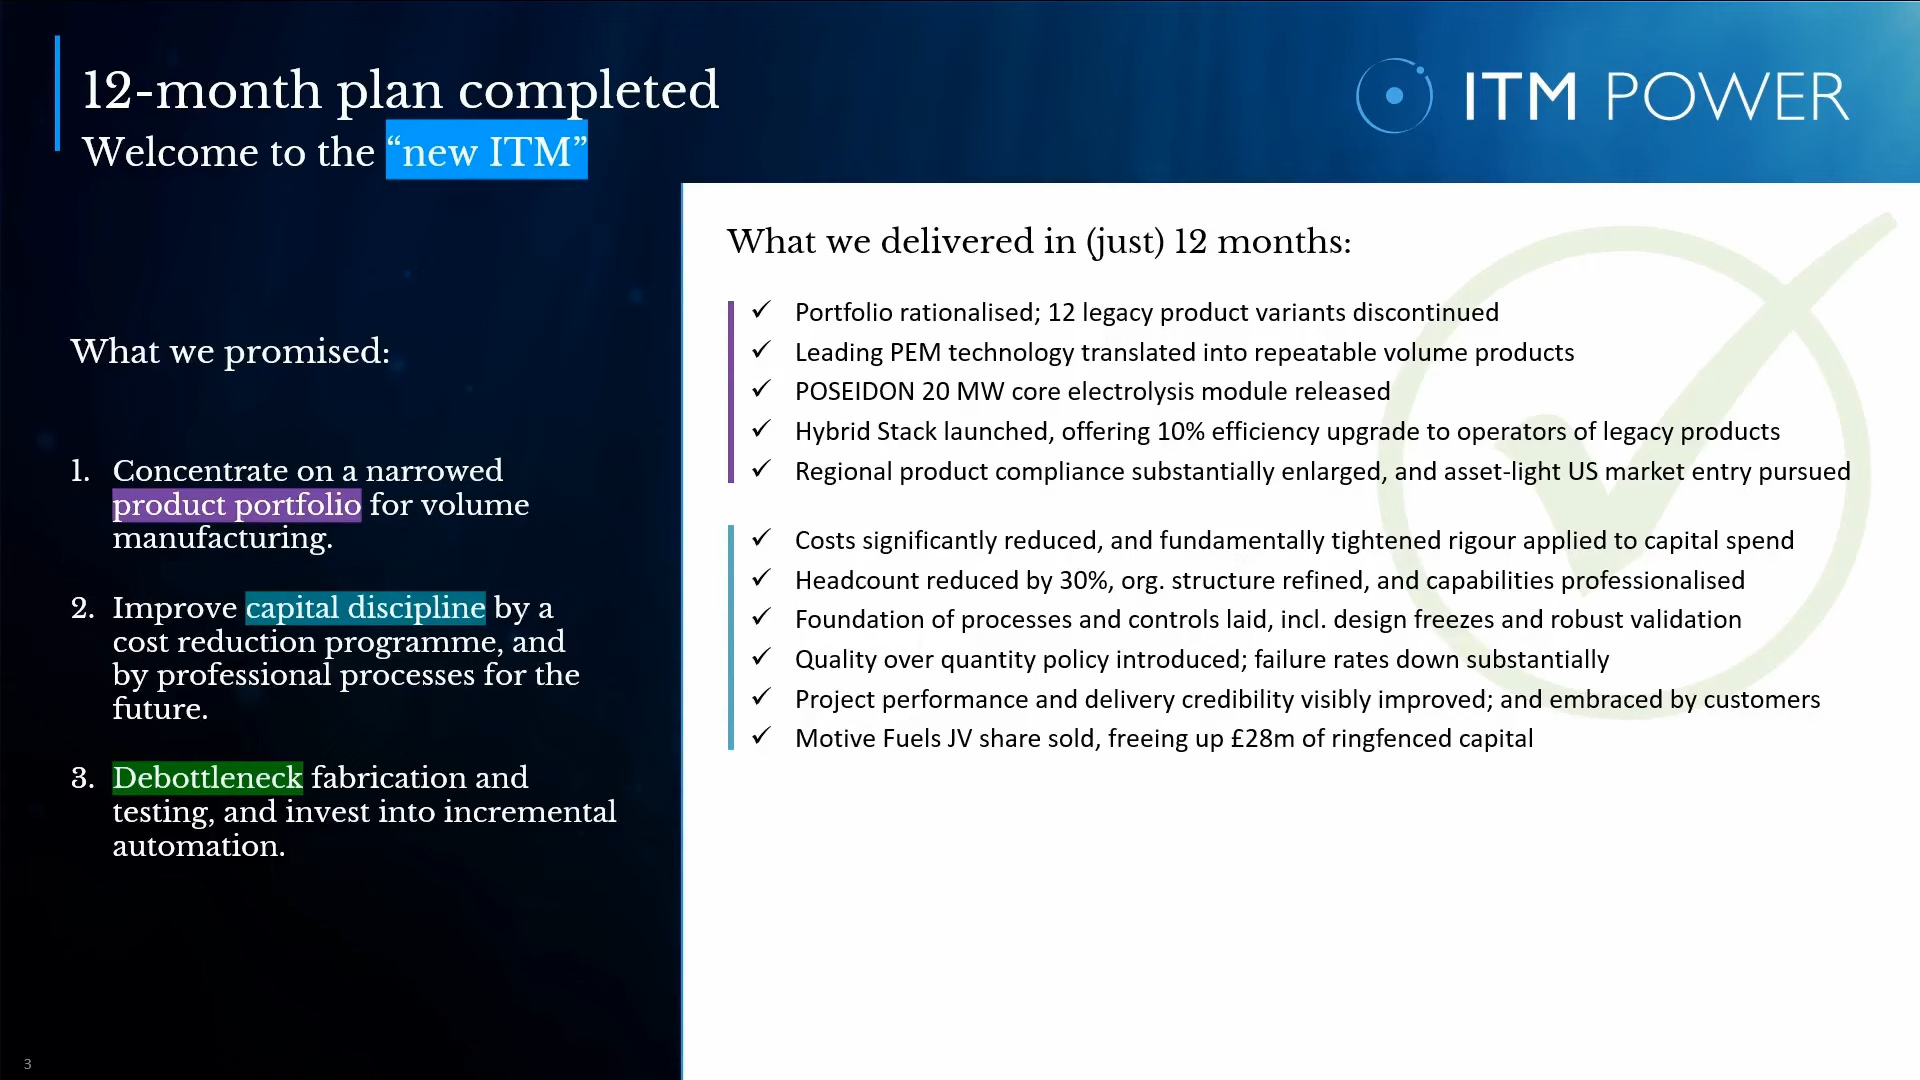 12-month plan completed
Welcome to the “new ITM”
ITM POWER
What we promised:
1. Concentrate on a narrowed
product portfolio for volume
manufacturing.
2. Improve capital discipline by a
cost reduction programme, and
by professional processes for the
future.
3. Debottleneck fabrication and
testing, and invest into incremental
automation.
What we delivered in (just) 12 months:
✓ Portfolio rationalised; 12 legacy product variants discontinued
✓ Leading PEM technology translated into repeatable volume products
✓ POSEIDON 20 MW core electrolysis module released
✓ Hybrid Stack launched, offering 10% efficiency upgrade to operators of legacy products
✓ Regional product compliance substantially enlarged, and asset-light US market entry pursued
✓ Costs significantly reduced, and fundamentally tightened rigour applied to capital spend
✓ Headcount reduced by 30%, org. structure refined, and capabilities professionalised
✓ Foundation of processes and controls laid, incl. design freezes and robust validation
✓ Quality over quantity policy introduced; failure rates down substantially
✓ Project performance and delivery credibility visibly improved; and embraced by customers
✓ Motive Fuels JV share sold, freeing up £28m of ringfenced capital
3